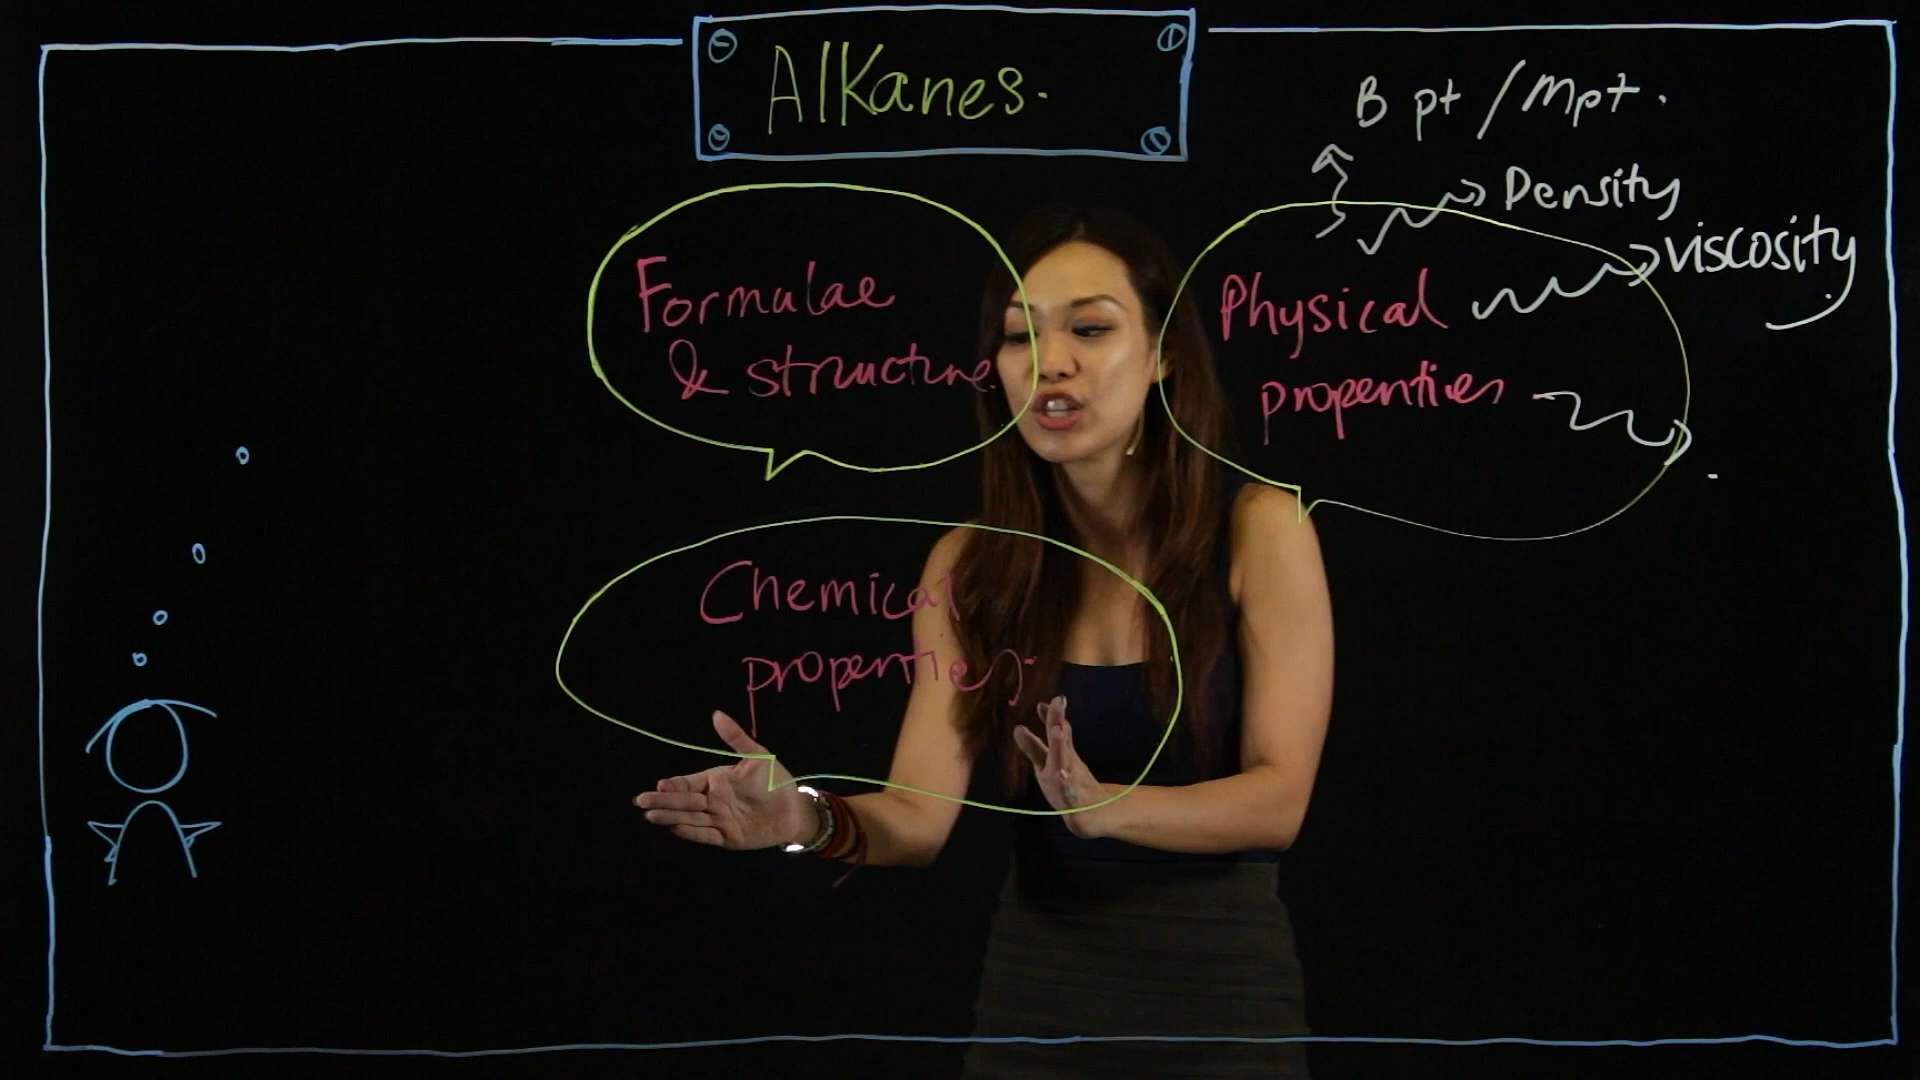 Alkanes.
B pt / Mpt.
Density
viscosity
Formulae
& structure.
Physical
properties
Chemical
properties.